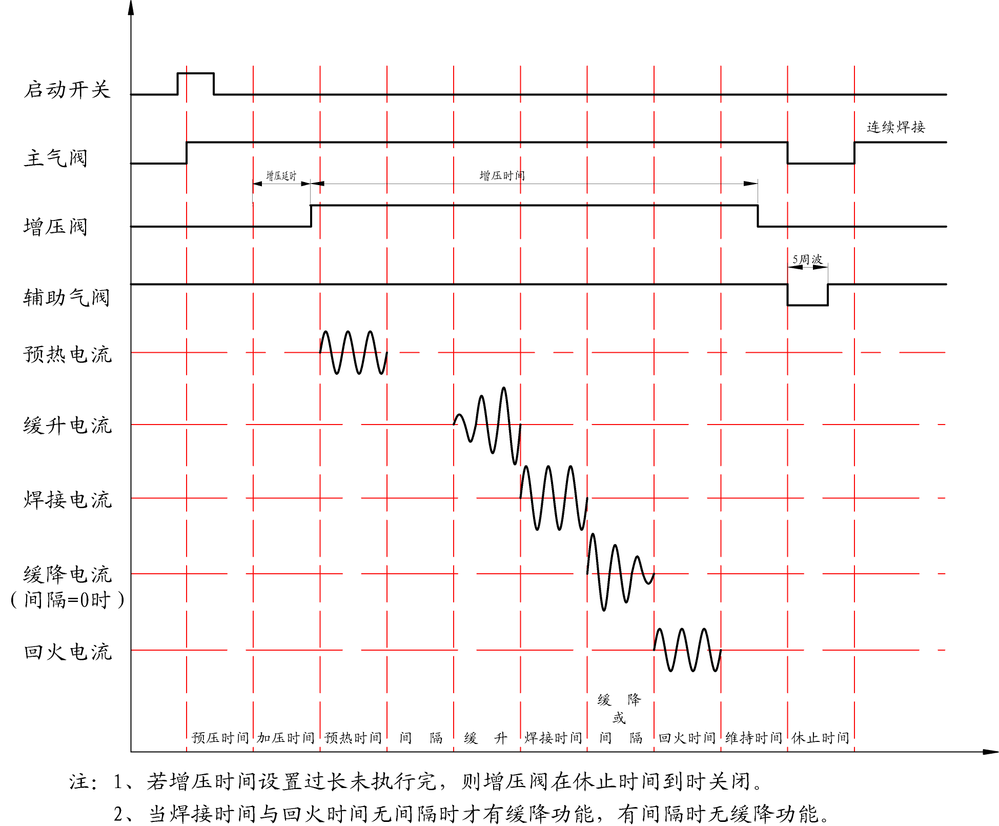 启动开关
连续焊接
主气阀
增压延时
增压时间
增压阀
5周波
辅助气阀
预热电流
缓升电流
焊接电流
缓降电流
(间隔=0时)
回火电流
缓 降
或
预压时间 加压时间 预热时间 间 隔 缓 升 焊接时间 间 隔 回火时间 维持时间 休止时间
注：1、若增压时间设置过长未执行完，则增压阀在休止时间到时关闭。
2、当焊接时间与回火时间无间隔时才有缓降功能，有间隔时无缓降功能。